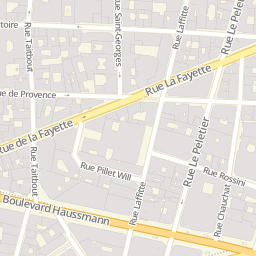 toire
Rue Taitbout
Rue Saint-Georges
Rue Laffitte
Rue Le Peletier
Rue La Fayette
ue de Provence
Rue de la Fayette
Rue Taitbout
Rue Pillet Will
Rue Laffitte
Rue Le Peletier
Rue Rossini
Rue Chauchat
Boulevard Haussmann